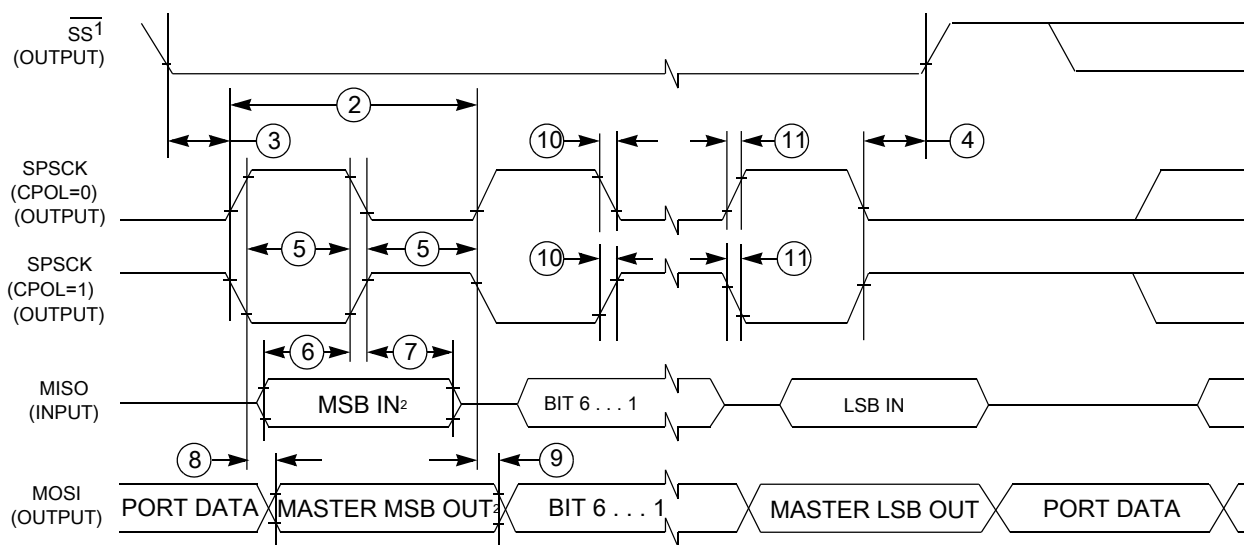 SS1
(OUTPUT)
2
3
10
11
4
SPSCK
(CPOL=0)
(OUTPUT)
5
5
SPSCK
(CPOL=1)
(OUTPUT)
10
11
6
7
MISO
(INPUT)
MSB IN2
BIT 6 . . . 1
LSB IN
8
9
MOSI
(OUTPUT)
PORT DATA
MASTER MSB OUT2
BIT 6 . . . 1
MASTER LSB OUT
PORT DATA